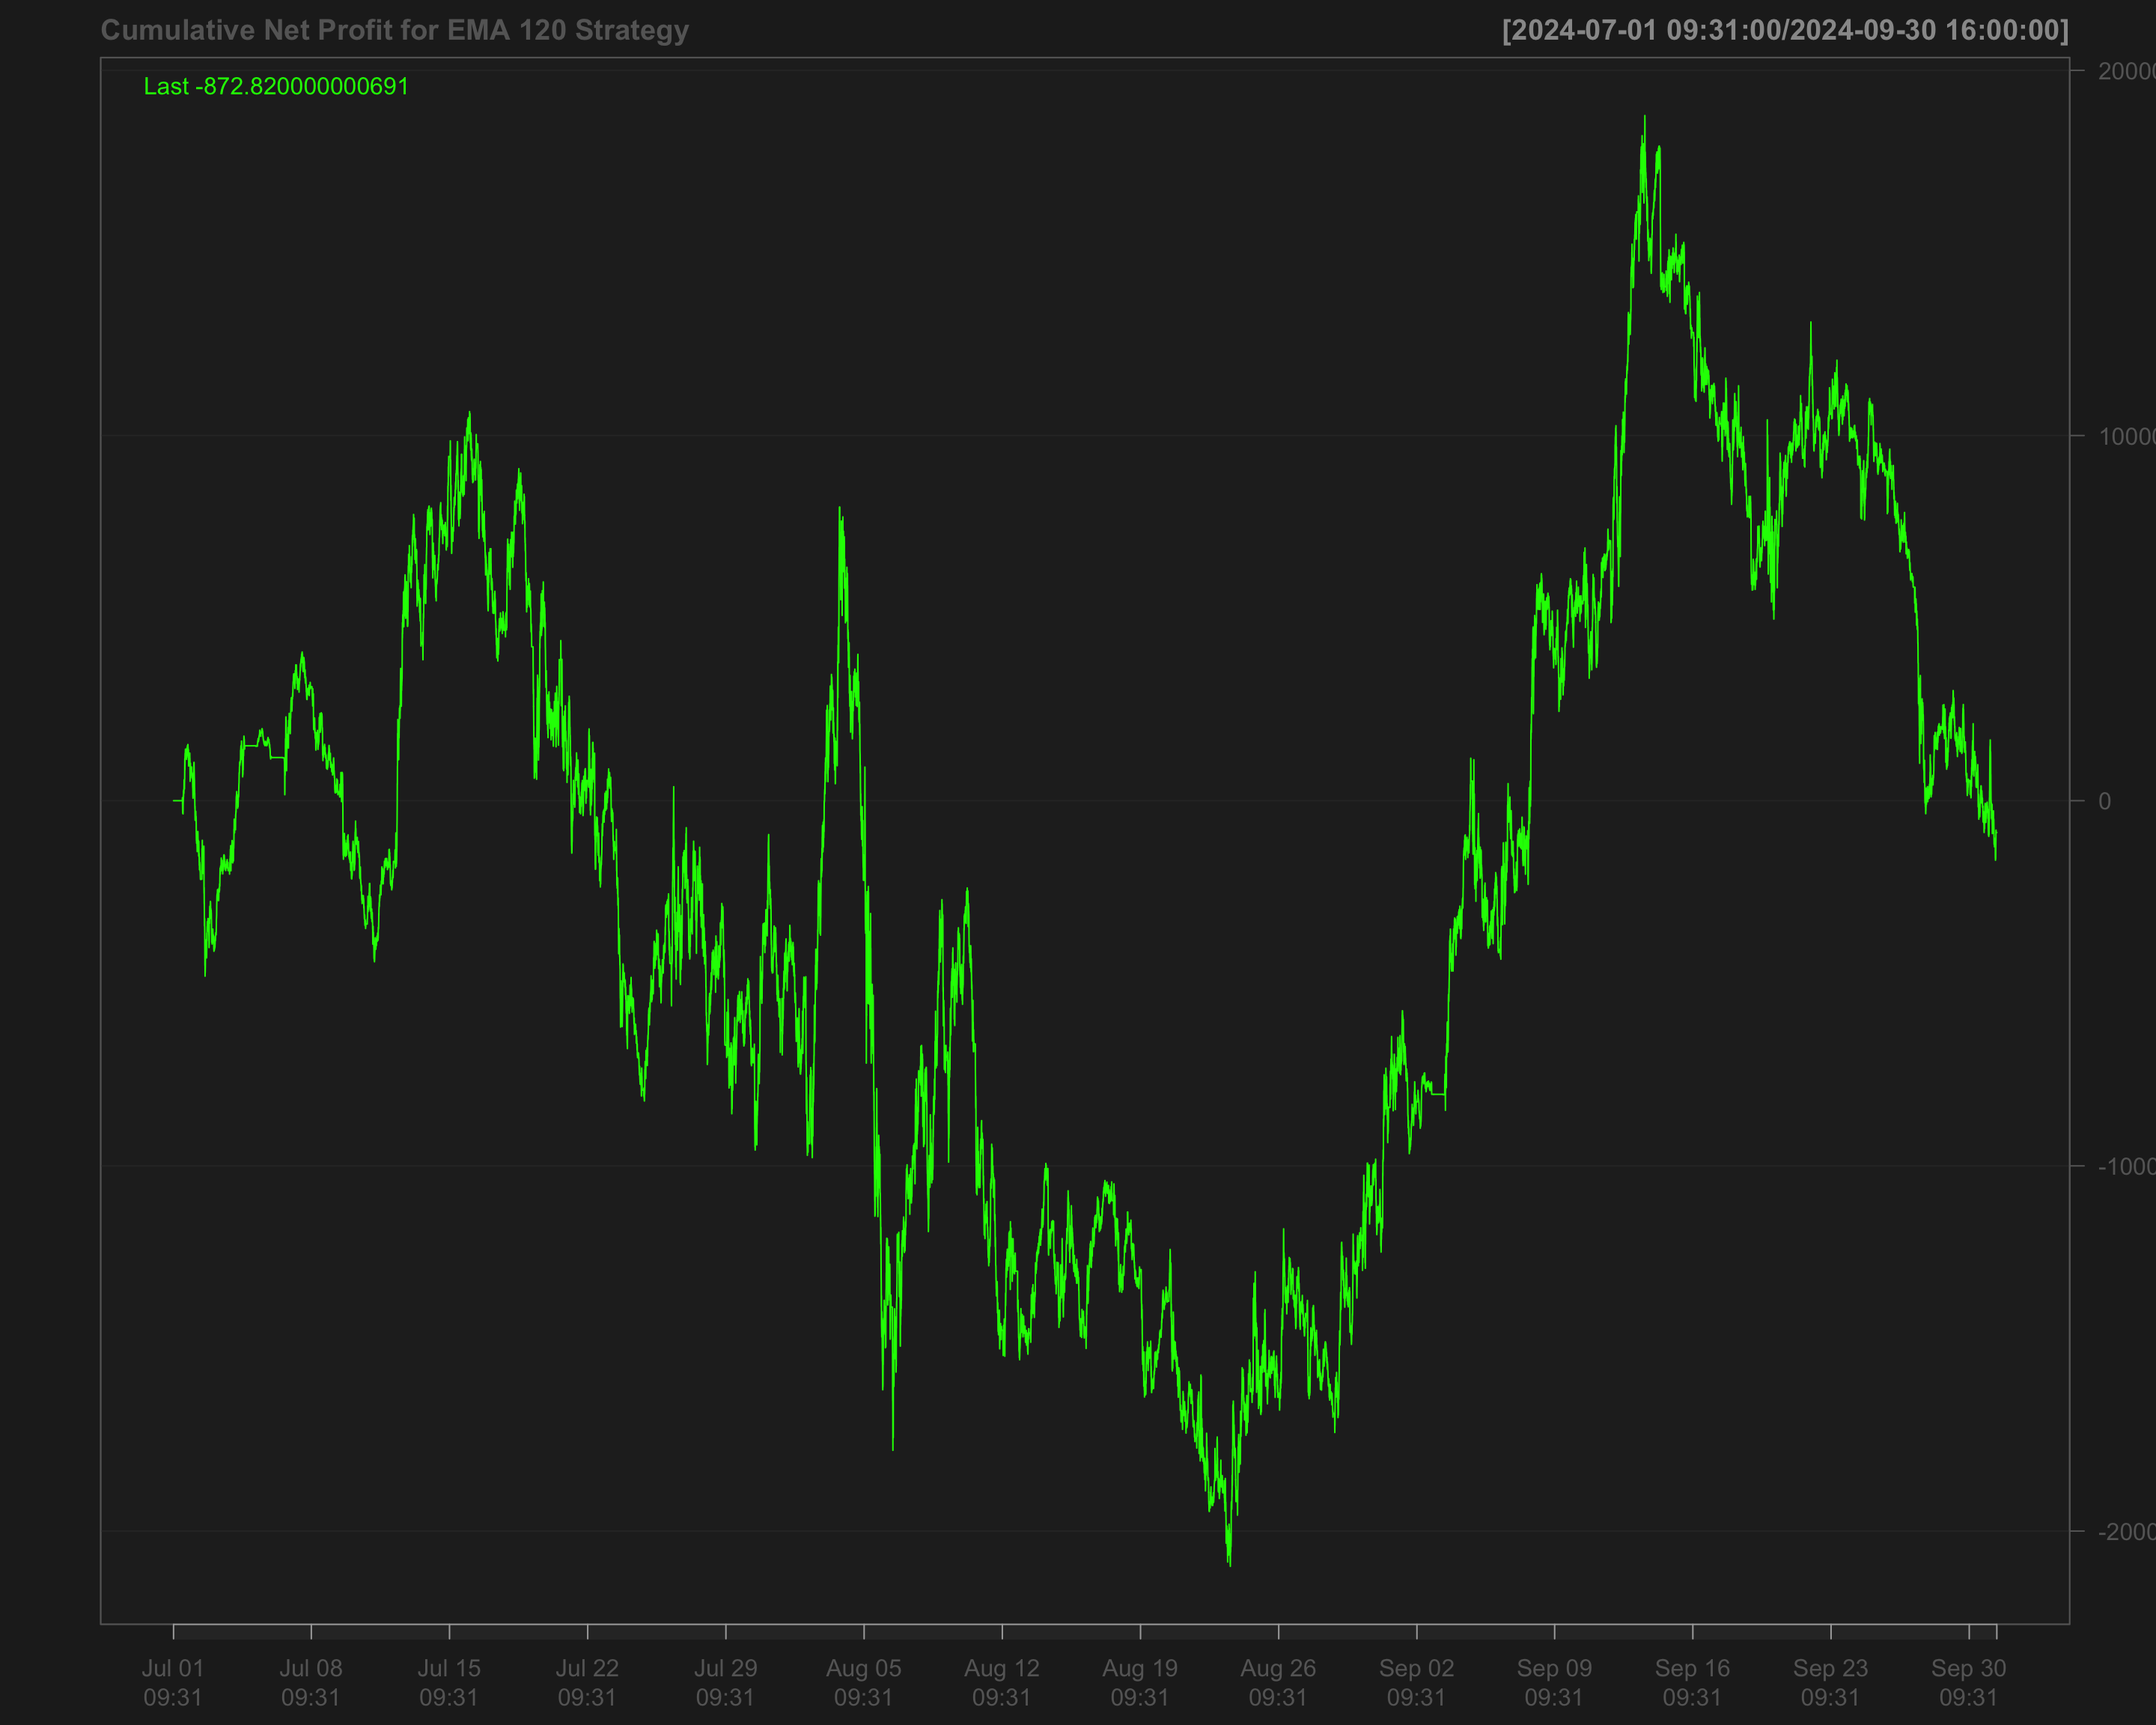 Cumulative Net Profit for EMA 120 Strategy [2024-07-01 09:31:00/2024-09-30 16:00:00]
Last -872.820000000691
20000
10000
0
-1000
-2000
Jul 01 Jul 08 Jul 15 Jul 22 Jul 29 Aug 05 Aug 12 Aug 19 Aug 26 Sep 02 Sep 09 Sep 16 Sep 23 Sep 30
09:31 09:31 09:31 09:31 09:31 09:31 09:31 09:31 09:31 09:31 09:31 09:31 09:31 09:31